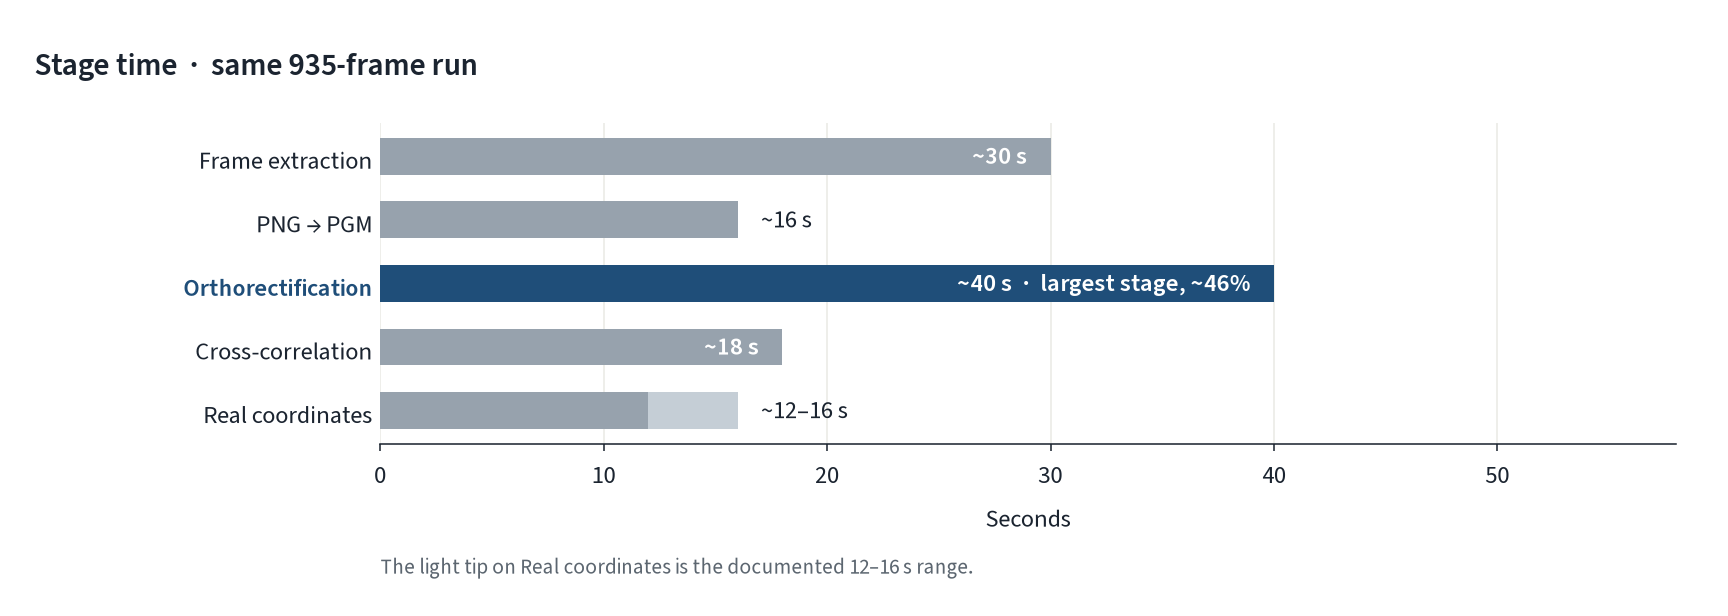 Stage time · same 935-frame run
Frame extraction
~30 s
PNG → PGM
~16 s
Orthorectification
~40 s · largest stage, ~46%
Cross-correlation
~18 s
Real coordinates
~12–16 s
0 10 20 30 40 50
Seconds
The light tip on Real coordinates is the documented 12–16 s range.